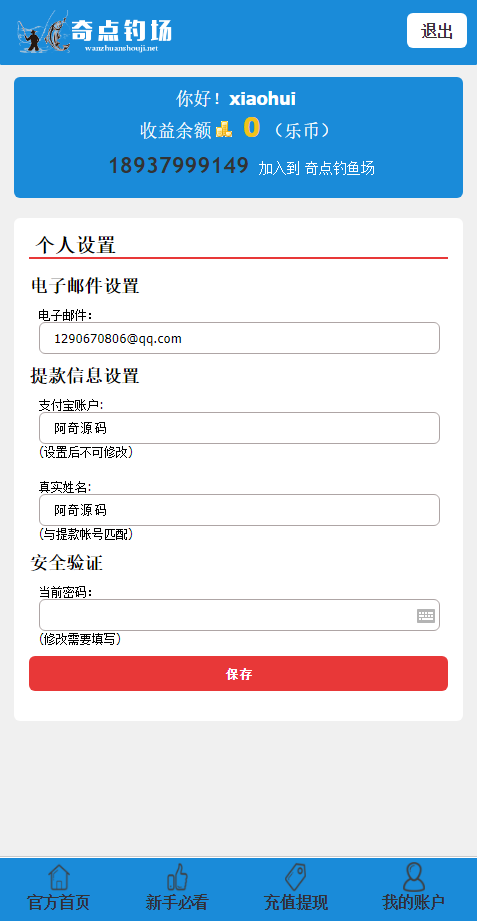 奇点钓场
wanzhuanshouji.net
退出
你好！xiaohui
收益余额 0（乐币）
18937999149 加入到 奇点钓鱼场
个人设置
电子邮件设置
电子邮件：
1290670806@qq.com
提款信息设置
支付宝账户:
阿奇源码
(设置后不可修改)
真实姓名:
阿奇源码
(与提款帐号匹配)
安全验证
当前密码：
(修改需要填写)
保存
官方首页 新手必看 充值提现 我的账户